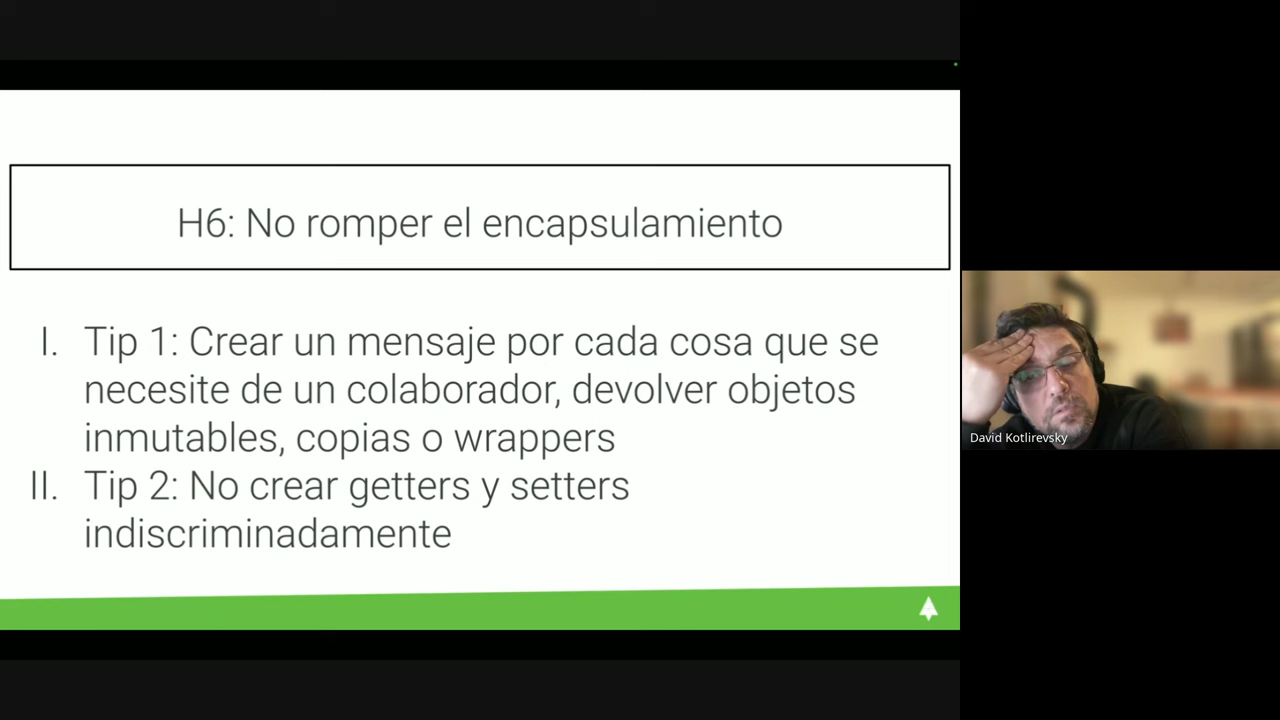 H6: No romper el encapsulamiento
I. Tip 1: Crear un mensaje por cada cosa que se
necesite de un colaborador, devolver objetos
inmutables, copias o wrappers
II. Tip 2: No crear getters y setters
indiscriminadamente
David Kotlirevsky